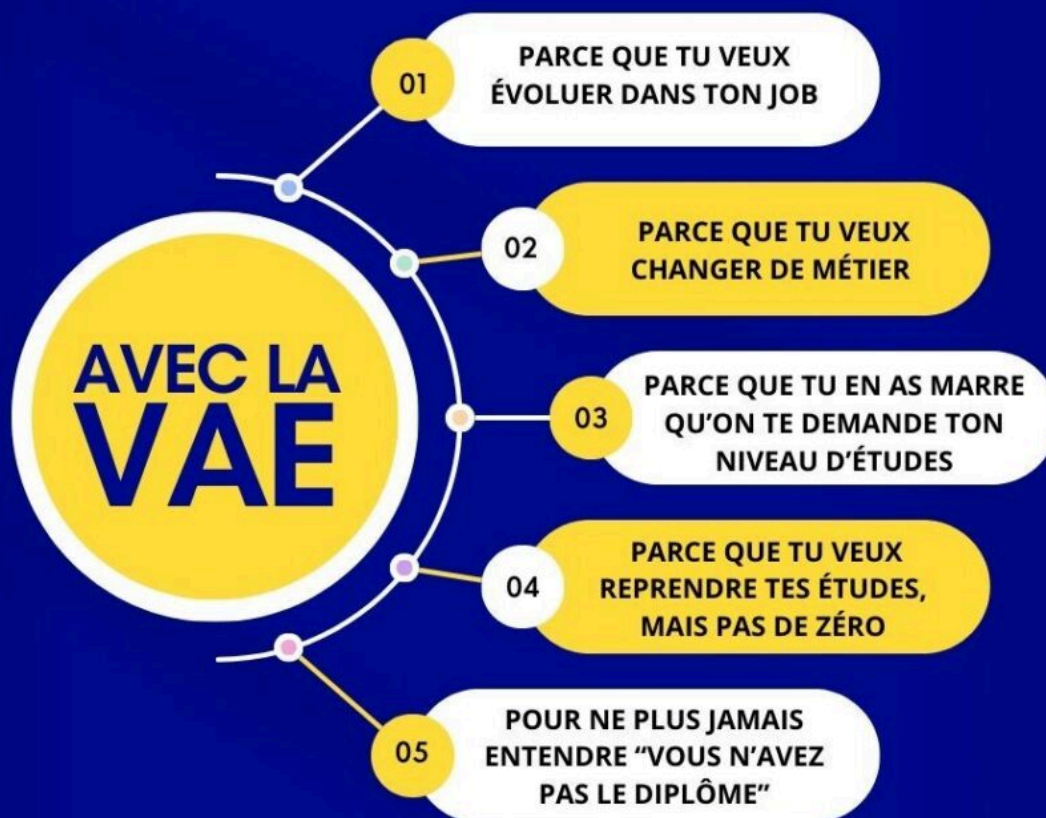 AVEC LA
VAE
01
PARCE QUE TU VEUX
ÉVOLUER DANS TON JOB
02
PARCE QUE TU VEUX
CHANGER DE MÉTIER
03
PARCE QUE TU EN AS MARRE
QU'ON TE DEMANDE TON
NIVEAU D'ÉTUDES
04
PARCE QUE TU VEUX
REPRENDRE TES ÉTUDES,
MAIS PAS DE ZÉRO
05
POUR NE PLUS JAMAIS
ENTENDRE “VOUS N'AVEZ
PAS LE DIPLÔME”